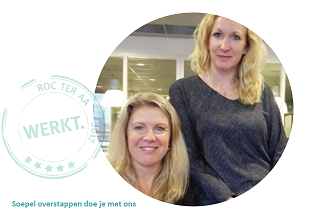 ROC TER AA
WERKT.
Soepel overstappen doe je met ons